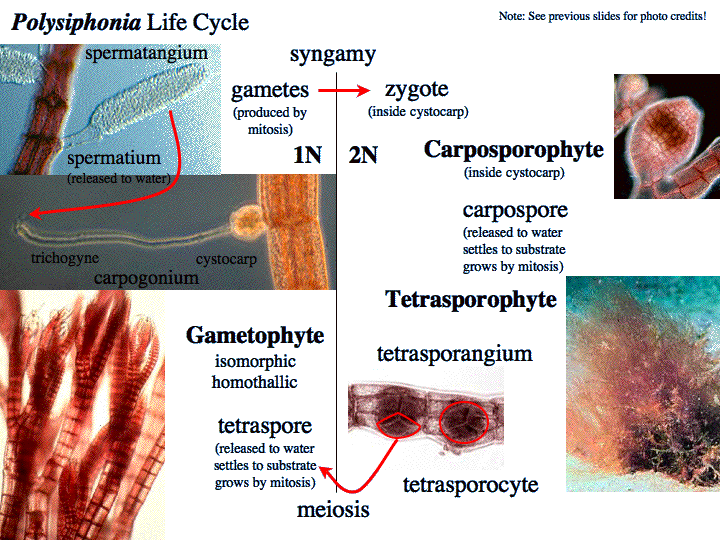 Polysiphonia Life Cycle
Note: See previous slides for photo credits!
spermatangium
syngamy
gametes
(produced by
mitosis)
zygote
(inside cystocarp)
spermatium
(released to water)
1N
2N
Carposporophyte
(inside cystocarp)
carpospore
(released to water
settles to substrate
grows by mitosis)
trichogyne
cystocarp
carpogonium
Tetrasporophyte
Gametophyte
isomorphic
homothallic
tetrasporangium
tetraspore
(released to water
settles to substrate
grows by mitosis)
tetrasporocyte
meiosis